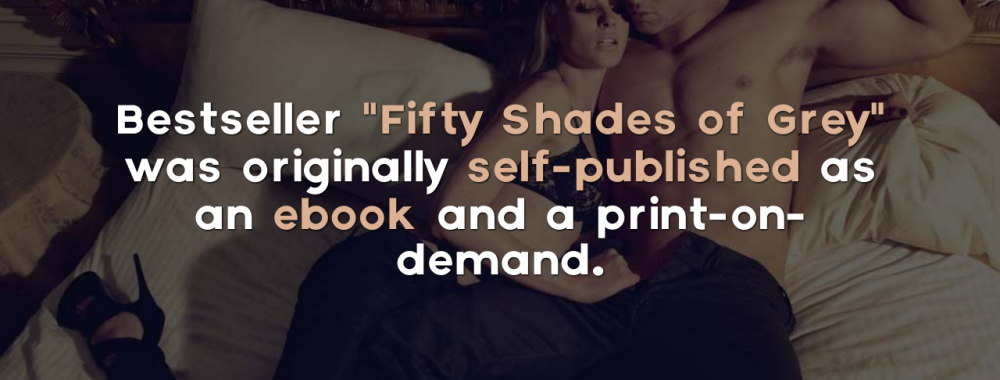 Bestseller "Fifty Shades of Grey"
was originally self-published as
an ebook and a print-on-
demand.